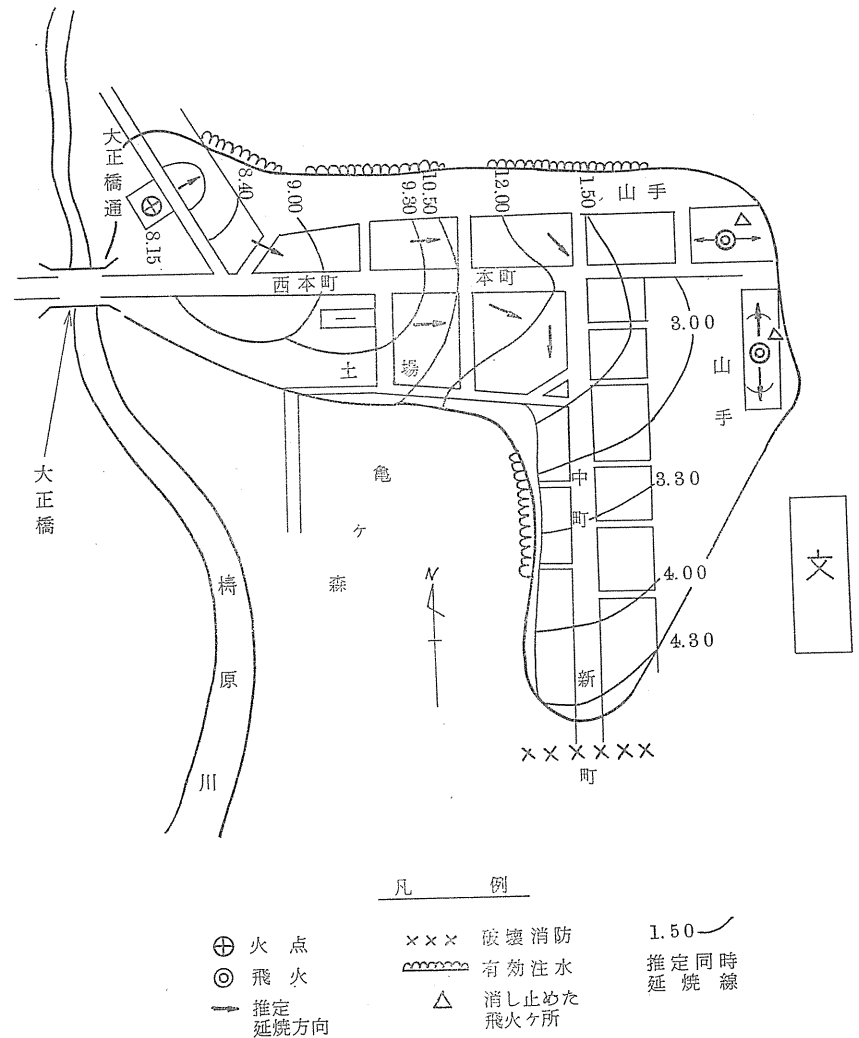 大正橋通
8.15
8.40
9.00
9.30
10.50
12.00
1.50
山手
西本町
本町
土場
3.00
山手
大正橋
亀ヶ森
中町
3.30
N
文
梼原川
4.00
4.30
新町
凡例
火点
飛火
推定
延焼方向
破壊消防
有効注水
消し止めた
飛火ケ所
1.50
推定同時
延焼線